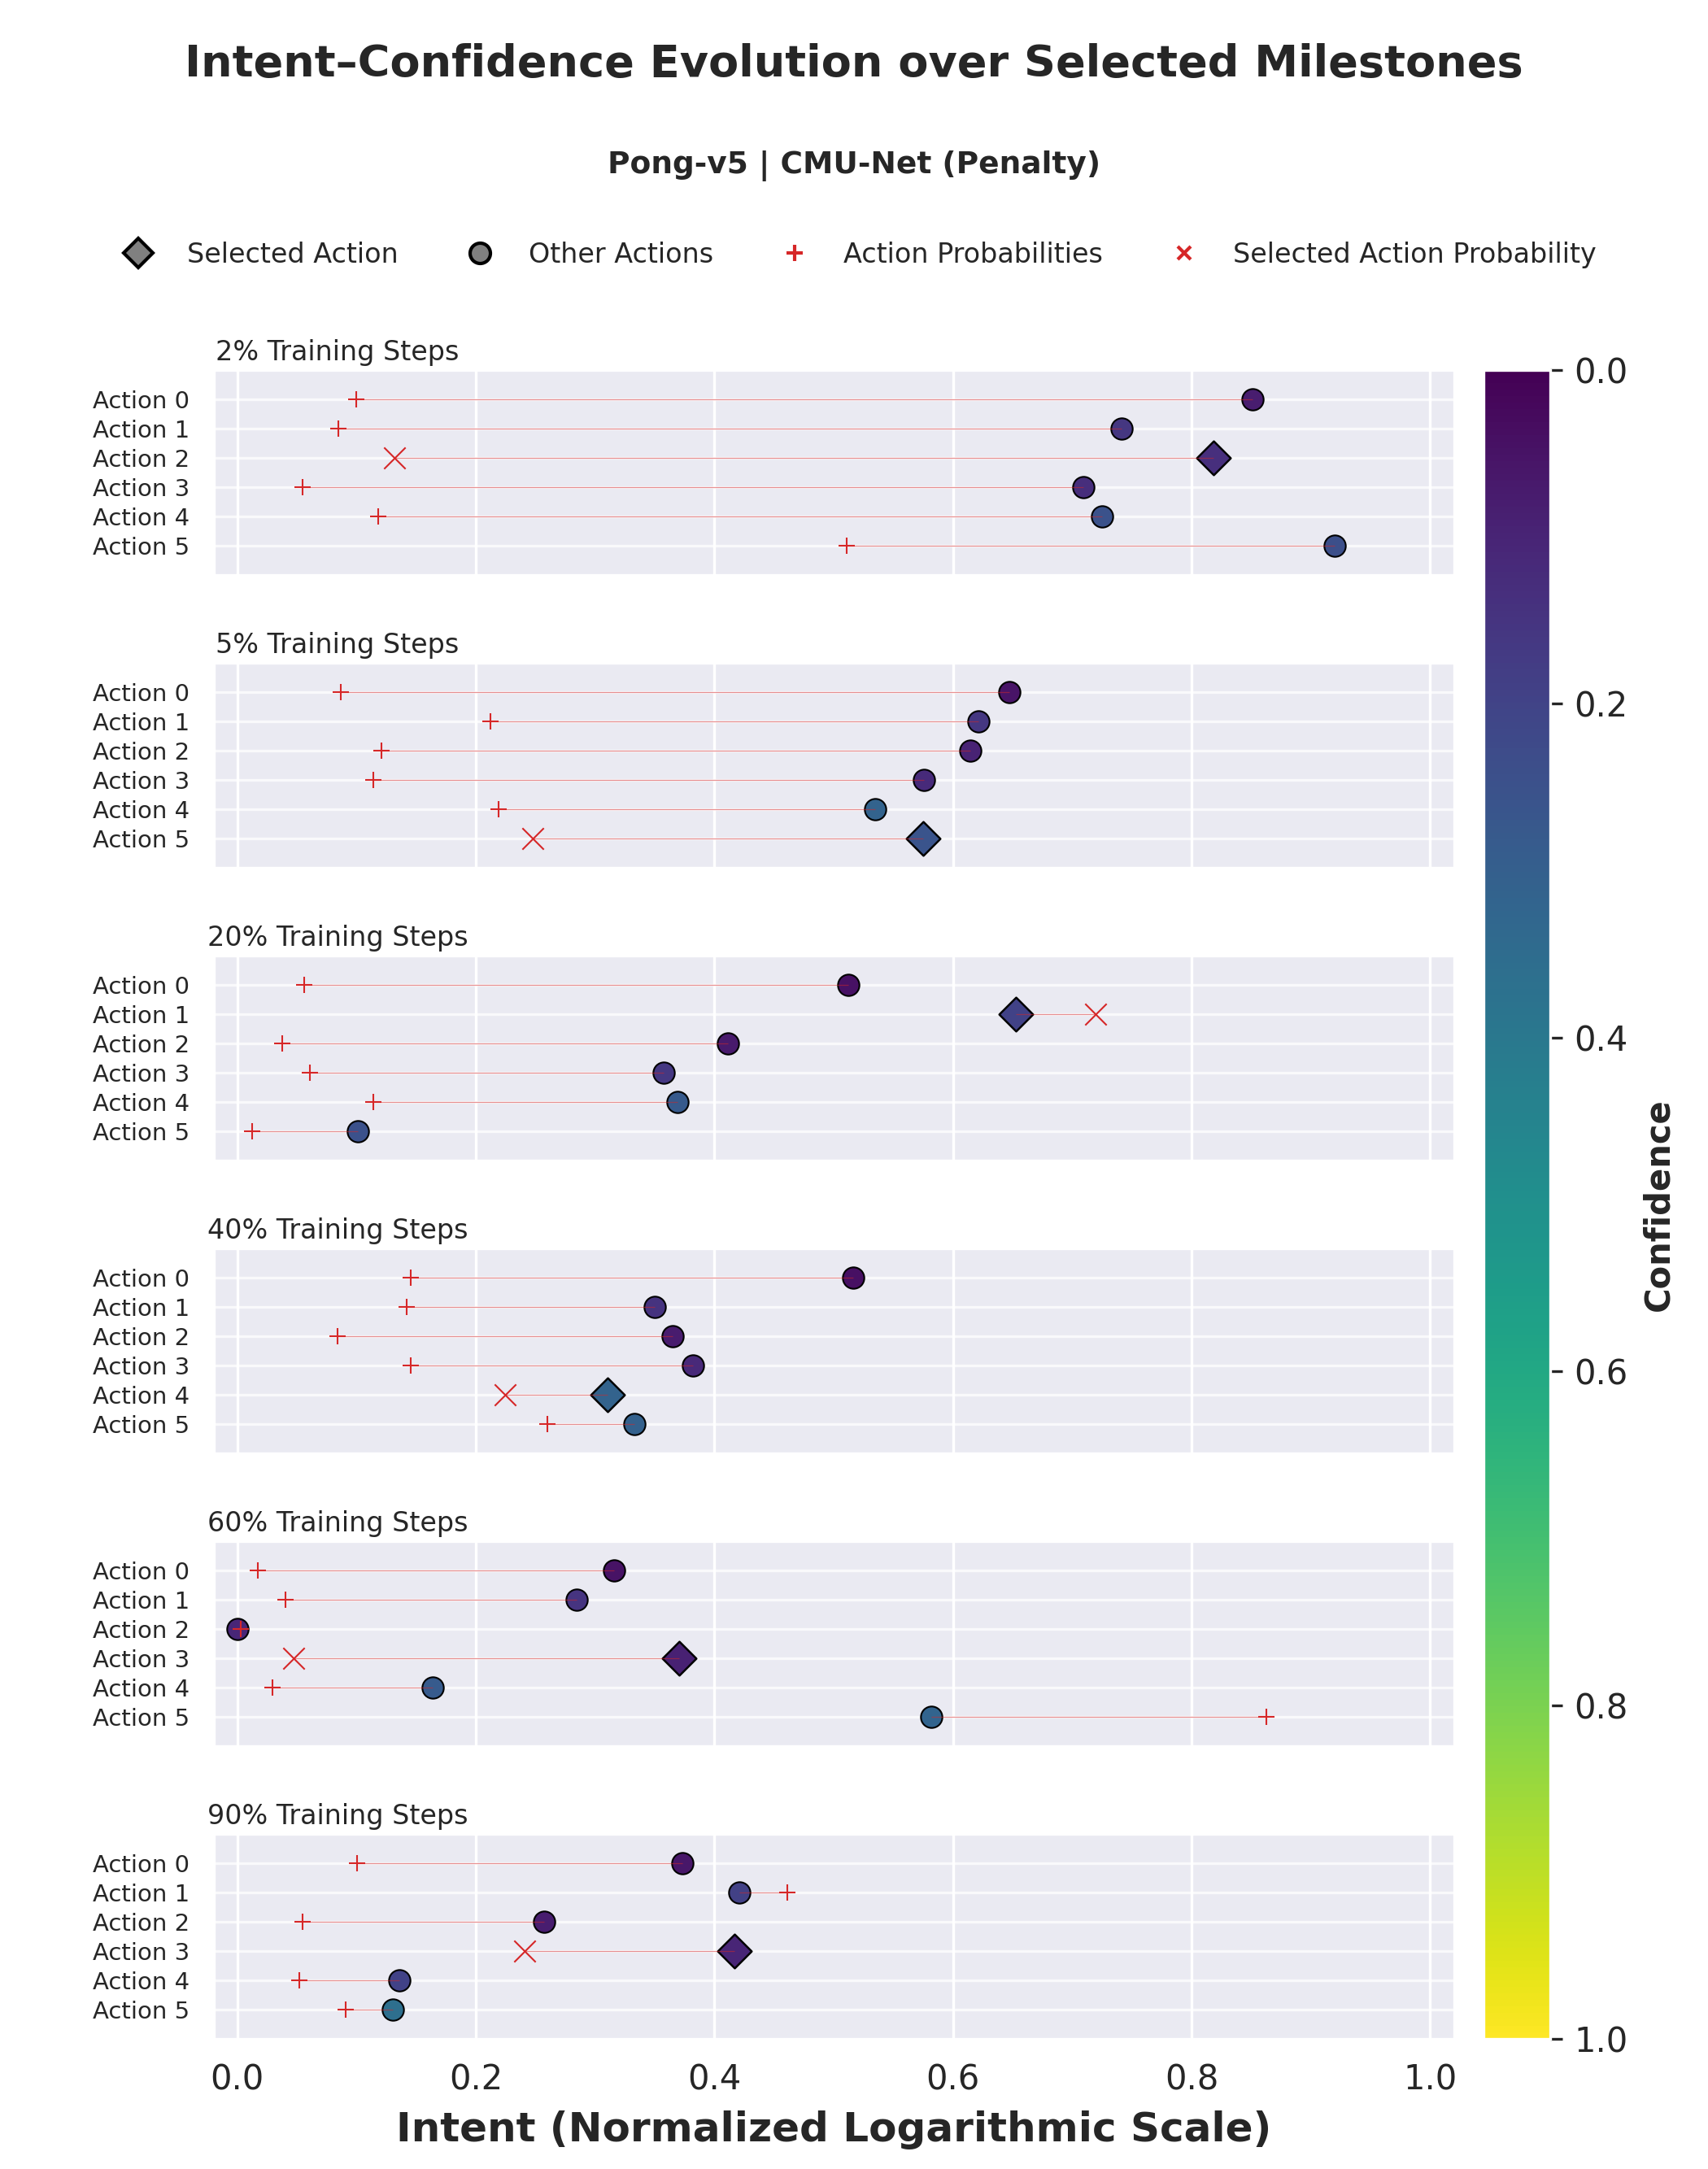 Intent–Confidence Evolution over Selected Milestones
Pong-v5 | CMU-Net (Penalty)
Selected Action Other Actions Action Probabilities Selected Action Probability
2% Training Steps
Action 0
Action 1
Action 2
Action 3
Action 4
Action 5
5% Training Steps
Action 0
Action 1
Action 2
Action 3
Action 4
Action 5
20% Training Steps
Action 0
Action 1
Action 2
Action 3
Action 4
Action 5
40% Training Steps
Action 0
Action 1
Action 2
Action 3
Action 4
Action 5
60% Training Steps
Action 0
Action 1
Action 2
Action 3
Action 4
Action 5
90% Training Steps
Action 0
Action 1
Action 2
Action 3
Action 4
Action 5
0.0 0.2 0.4 0.6 0.8 1.0
Intent (Normalized Logarithmic Scale)
0.0
0.2
0.4
0.6
0.8
1.0
Confidence